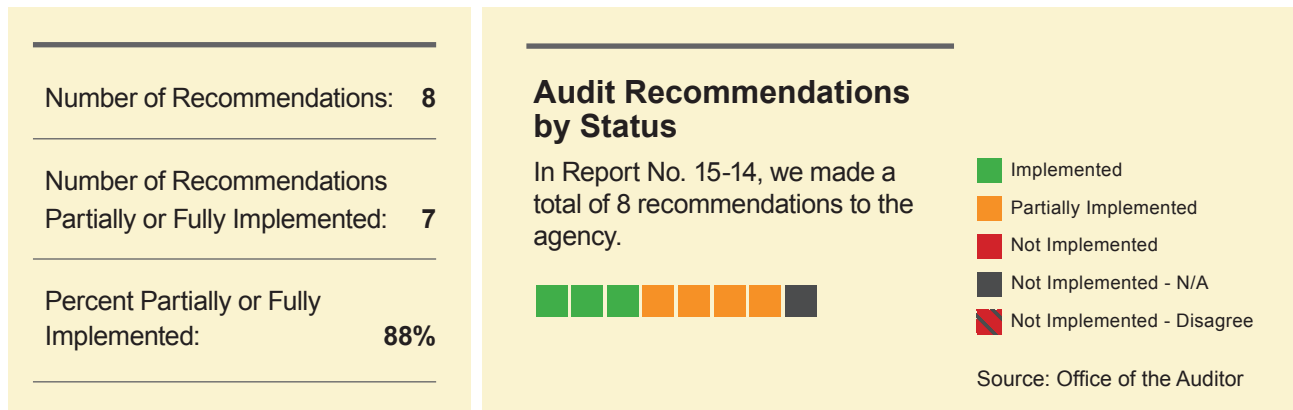 Number of Recommendations: 8
Number of Recommendations
Partially or Fully Implemented: 7
Percent Partially or Fully
Implemented: 88%
Audit Recommendations
by Status
In Report No. 15-14, we made a
total of 8 recommendations to the
agency.
Implemented
Partially Implemented
Not Implemented
Not Implemented - N/A
Not Implemented - Disagree
Source: Office of the Auditor